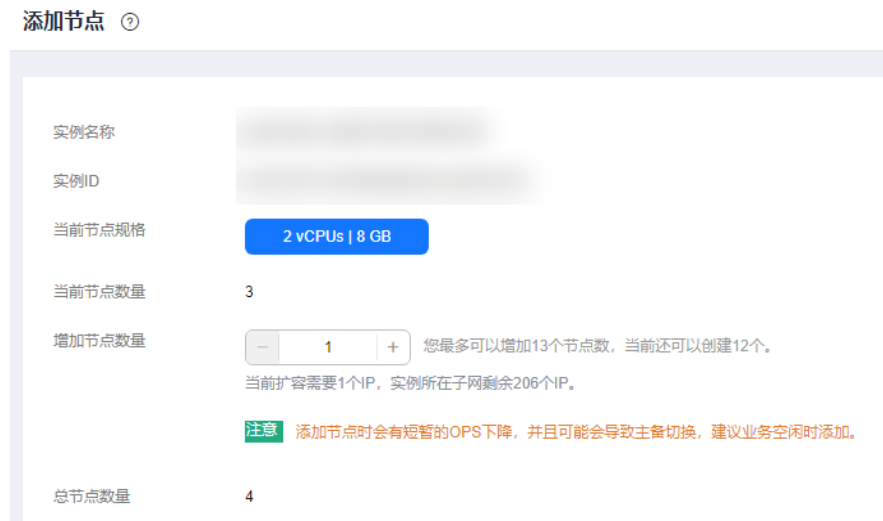 添加节点 ?
实例名称
实例ID
当前节点规格 2 vCPUs | 8 GB
当前节点数量 3
增加节点数量 − 1 + 您最多可以增加13个节点数，当前还可以创建12个。
当前扩容需要1个IP，实例所在子网剩余206个IP。
注意 添加节点时会有短暂的OPS下降，并且可能会导致主备切换，建议业务空闲时添加。
总节点数量 4